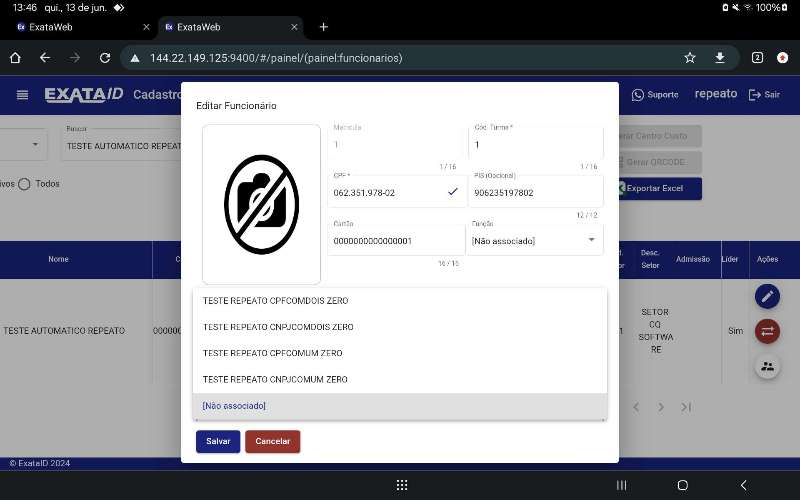 13:46 qui., 13 de jun.
100%
ExataWeb
ExataWeb
144.22.149.125:9400/#/painel/(painel:funcionarios)
2
EXATAID
Cadastro
Suporte
repeato
Sair
Buscar
TESTE AUTOMATICO REPEAT
ivos
Todos
erar Centro Custo
Gerar QRCODE
Exportar Excel
Editar Funcionário
Matrícula
1
1 / 16
Cód. Turma *
1
1 / 16
CPF *
062.351.978-02
PIS (Opcional)
906235197802
12 / 12
Cartão
0000000000000001
16 / 16
Função
[Não associado]
TESTE REPEATO CPFCOMDOIS ZERO
TESTE REPEATO CNPJCOMDOIS ZERO
TESTE REPEATO CPFCOMUM ZERO
TESTE REPEATO CNPJCOMUM ZERO
[Não associado]
Salvar
Cancelar
Nome
C
Desc.
Setor
Admissão
Líder
Ações
TESTE AUTOMATICO REPEATO
00000
1
SETOR
CQ
SOFTWA
RE
Sim
© ExataID 2024